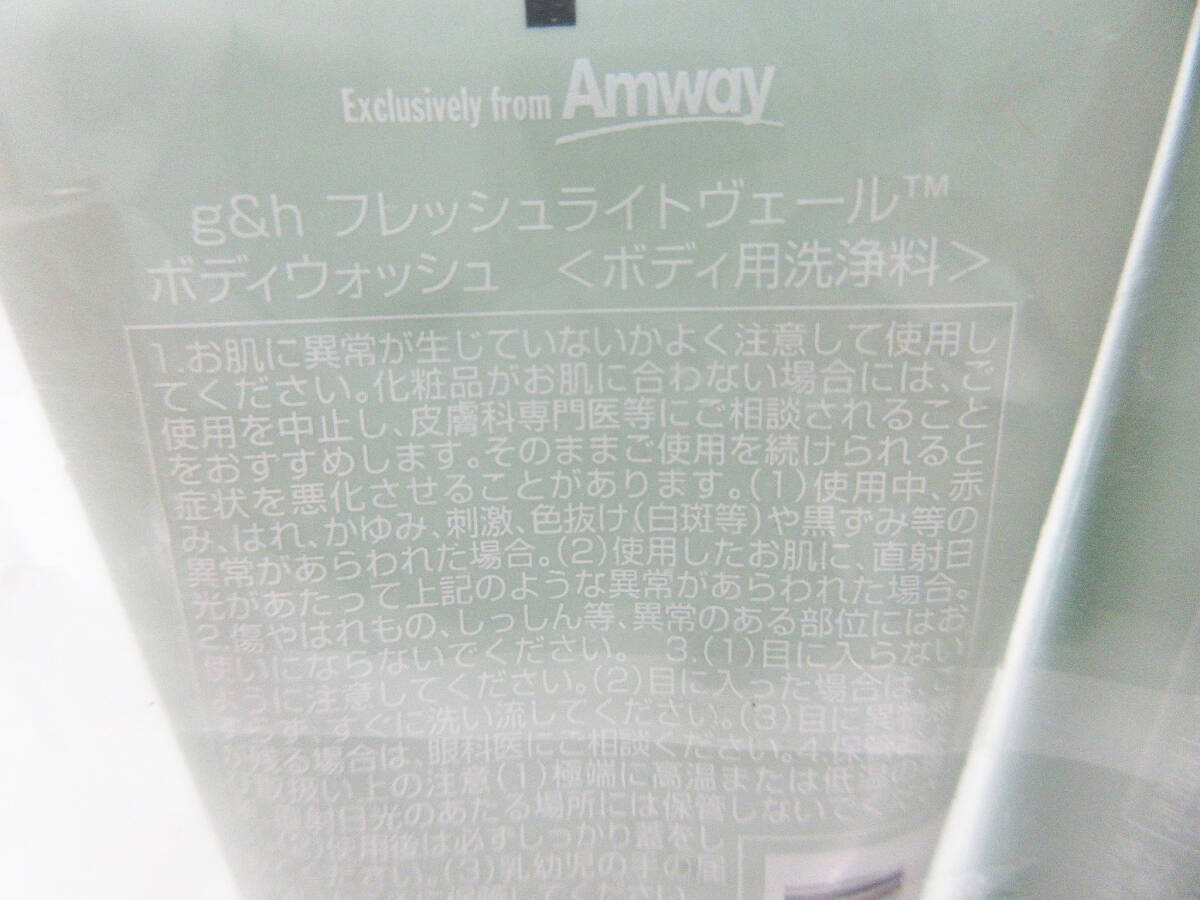 Exclusively from Amway
g&h フレッシュライトヴェール™
ボディウォッシュ <ボディ用洗浄料>
1.お肌に異常が生じていないかよく注意して使用し
てください。化粧品がお肌に合わない場合には、ご
使用を中止し、皮膚科専門医等にご相談されること
をおすすめします。そのままご使用を続けられると
症状を悪化させることがあります。(1)使用中、赤
み、はれ、かゆみ、刺激、色抜け(白斑等)や黒ずみ等の
異常があらわれた場合。(2)使用したお肌に、直射日
光があたって上記のような異常があらわれた場合。
2.傷やはれもの、しっしん等、異常のある部位にはお
使いにならないでください。 3.(1)目に入らない
ように注意してください。(2)目に入った場合は、こ
すらず、すぐに洗い流してください。(3)目に異
が残る場合は、眼科医にご相談ください。4.保
扱い上の注意(1)極端に高温または低温の
直射日光のあたる場所には保管しないで
使用後は必ずしっかり蓋をし
ください。(3)乳幼児の手の届
してください